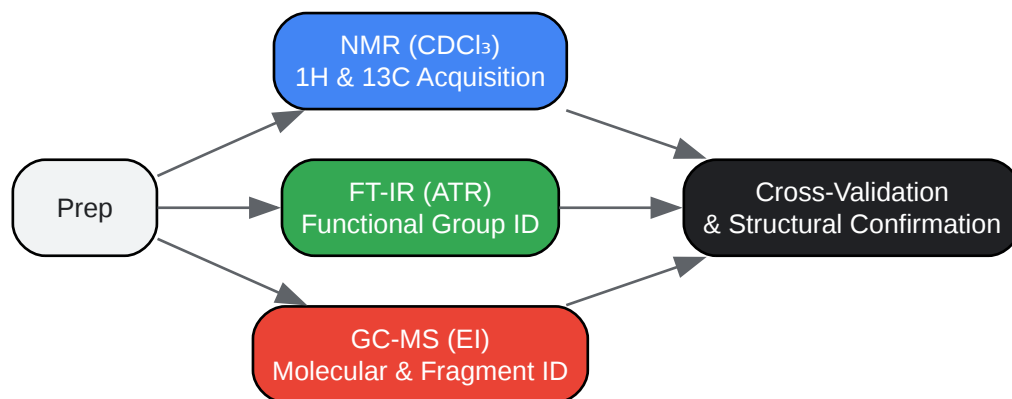 NMR (CDCl₃)
1H & 13C Acquisition
Prep
FT-IR (ATR)
Functional Group ID
Cross-Validation
& Structural Confirmation
GC-MS (EI)
Molecular & Fragment ID